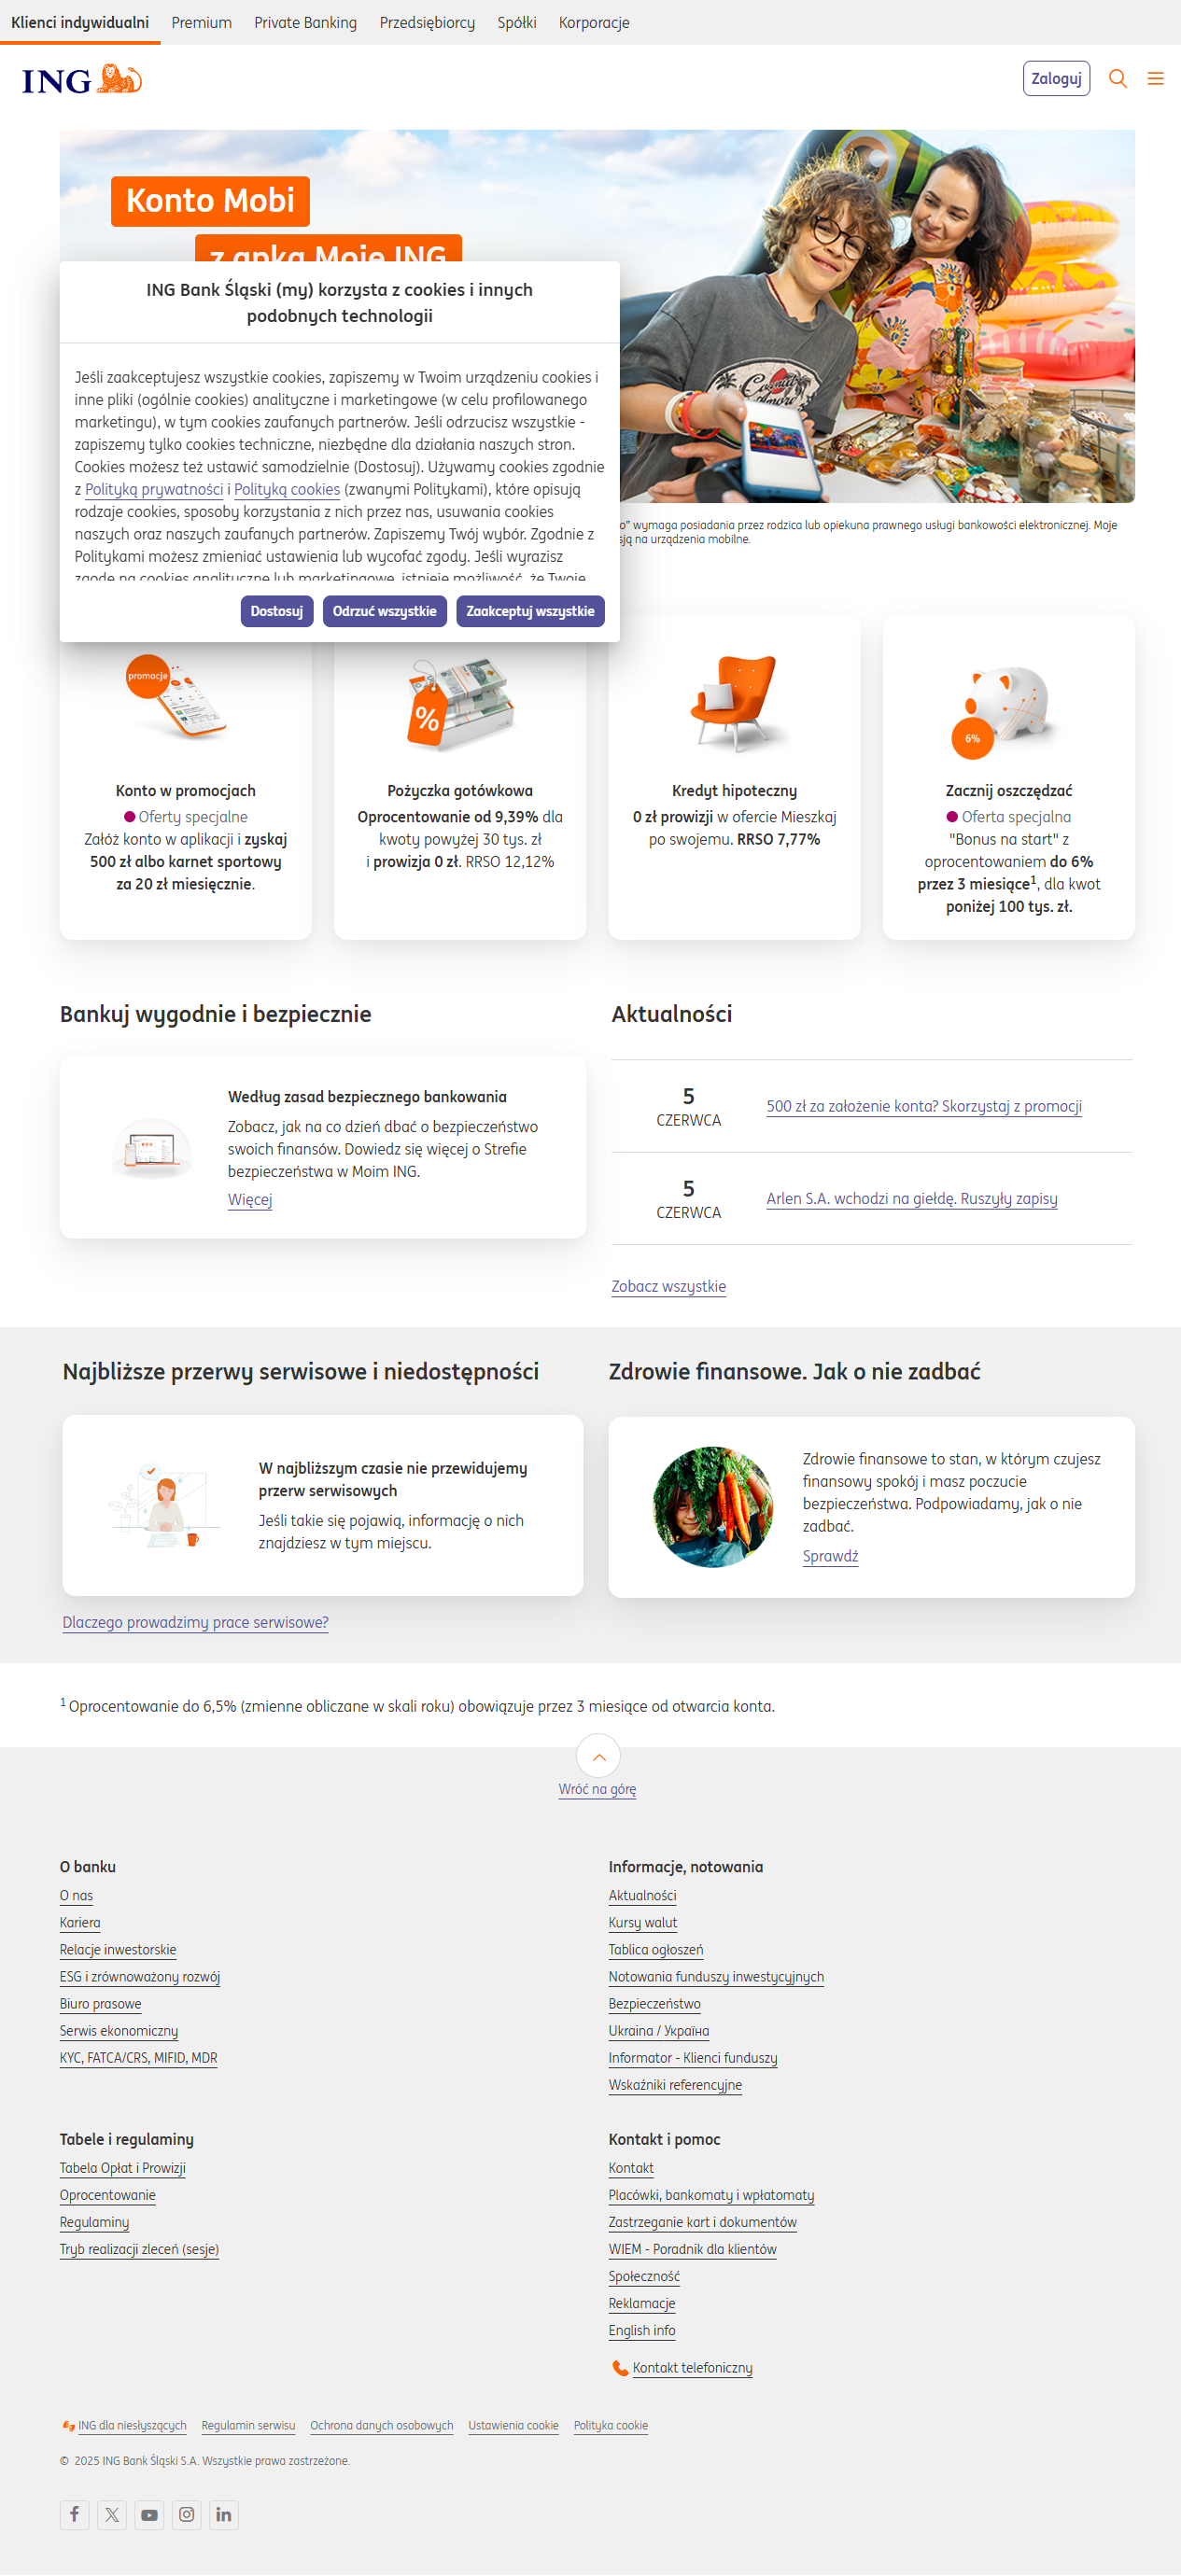 Klienci indywidualni Premium Private Banking Przedsiębiorcy Spółki Korporacje
ING
Zaloguj
Konto Mobi
z apką Moje ING
ING Bank Śląski (my) korzysta z cookies i innych
podobnych technologii
Jeśli zaakceptujesz wszystkie cookies, zapiszemy w Twoim urządzeniu cookies i
inne pliki (ogólnie cookies) analityczne i marketingowe (w celu profilowanego
marketingu), w tym cookies zaufanych partnerów. Jeśli odrzucisz wszystkie -
zapiszemy tylko cookies techniczne, niezbędne dla działania naszych stron.
Cookies możesz też ustawić samodzielnie (Dostosuj). Używamy cookies zgodnie
z Polityką prywatności i Polityką cookies (zwanymi Politykami), które opisują
rodzaje cookies, sposoby korzystania z nich przez nas, usuwania cookies
naszych oraz naszych zaufanych partnerów. Zapiszemy Twój wybór. Zgodnie z
Politykami możesz zmieniać ustawienia lub wycofać zgody. Jeśli wyrazisz
zgodę na cookies analityczne lub marketingowe, istnieje możliwość, że Twoje
Dostosuj Odrzuć wszystkie Zaakceptuj wszystkie
o" wymaga posiadania przez rodzica lub opiekuna prawnego usługi bankowości elektronicznej. Moje
sją na urządzenia mobilne.
promocje
%
6%
Konto w promocjach
Oferty specjalne
Załóż konto w aplikacji i zyskaj
500 zł albo karnet sportowy
za 20 zł miesięcznie.
Pożyczka gotówkowa
Oprocentowanie od 9,39% dla
kwoty powyżej 30 tys. zł
i prowizja 0 zł. RRSO 12,12%
Kredyt hipoteczny
0 zł prowizji w ofercie Mieszkaj
po swojemu. RRSO 7,77%
Zacznij oszczędzać
Oferta specjalna
"Bonus na start" z
oprocentowaniem do 6%
przez 3 miesiące1, dla kwot
poniżej 100 tys. zł.
Bankuj wygodnie i bezpiecznie
Według zasad bezpiecznego bankowania
Zobacz, jak na co dzień dbać o bezpieczeństwo
swoich finansów. Dowiedz się więcej o Strefie
bezpieczeństwa w Moim ING.
Więcej
Aktualności
5
CZERWCA
500 zł za założenie konta? Skorzystaj z promocji
5
CZERWCA
Arlen S.A. wchodzi na giełdę. Ruszyły zapisy
Zobacz wszystkie
Najbliższe przerwy serwisowe i niedostępności
W najbliższym czasie nie przewidujemy
przerw serwisowych
Jeśli takie się pojawią, informację o nich
znajdziesz w tym miejscu.
Dlaczego prowadzimy prace serwisowe?
Zdrowie finansowe. Jak o nie zadbać
Zdrowie finansowe to stan, w którym czujesz
finansowy spokój i masz poczucie
bezpieczeństwa. Podpowiadamy, jak o nie
zadbać.
Sprawdź
1 Oprocentowanie do 6,5% (zmienne obliczane w skali roku) obowiązuje przez 3 miesiące od otwarcia konta.
Wróć na górę
O banku
O nas
Kariera
Relacje inwestorskie
ESG i zrównoważony rozwój
Biuro prasowe
Serwis ekonomiczny
KYC, FATCA/CRS, MIFID, MDR
Informacje, notowania
Aktualności
Kursy walut
Tablica ogłoszeń
Notowania funduszy inwestycyjnych
Bezpieczeństwo
Ukraina / Україна
Informator - Klienci funduszy
Wskaźniki referencyjne
Tabele i regulaminy
Tabela Opłat i Prowizji
Oprocentowanie
Regulaminy
Tryb realizacji zleceń (sesje)
Kontakt i pomoc
Kontakt
Placówki, bankomaty i wpłatomaty
Zastrzeganie kart i dokumentów
WIEM - Poradnik dla klientów
Społeczność
Reklamacje
English info
Kontakt telefoniczny
ING dla niesłyszących Regulamin serwisu Ochrona danych osobowych Ustawienia cookie Polityka cookie
© 2025 ING Bank Śląski S.A. Wszystkie prawa zastrzeżone.